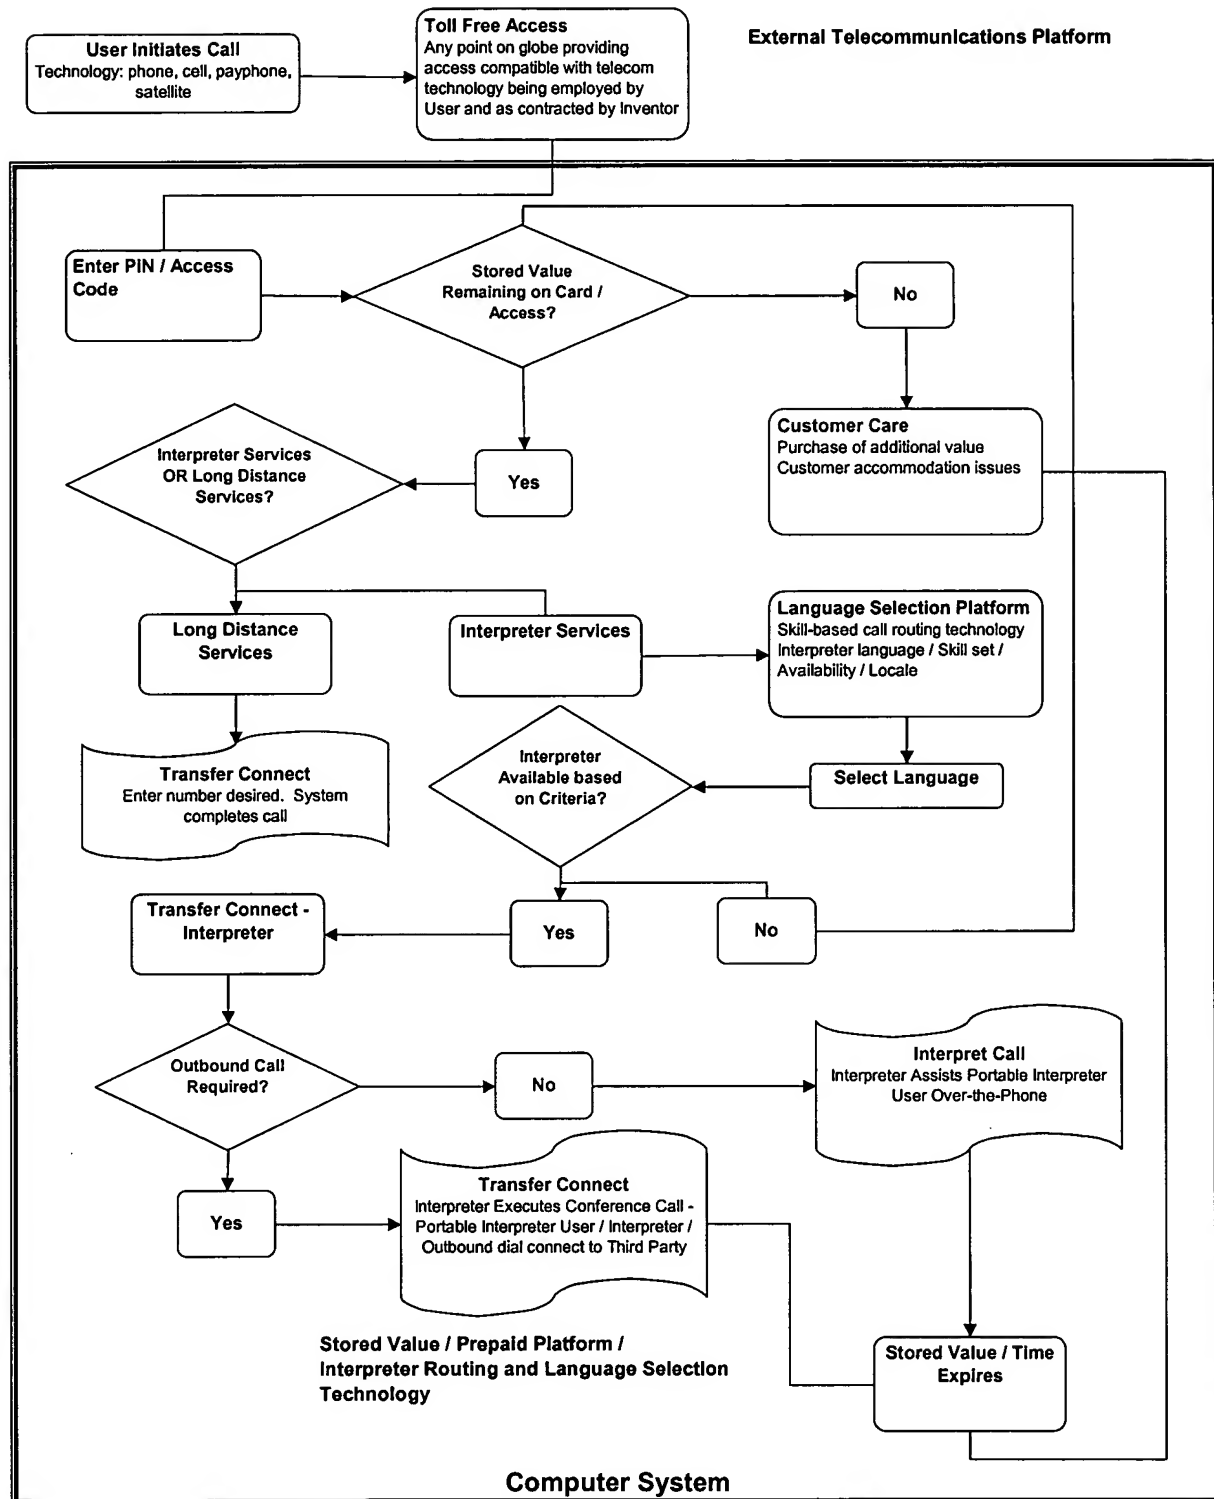 User Initiates Call
Technology: phone, cell, payphone,
satellite
Toll Free Access
Any point on globe providing
access compatible with telecom
technology being employed by
User and as contracted by Inventor
External Telecommunications Platform
Enter PIN / Access
Code
Stored Value
Remaining on Card /
Access?
No
Customer Care
Purchase of additional value
Customer accommodation issues
Yes
Interpreter Services
OR Long Distance
Services?
Long Distance
Services
Interpreter Services
Language Selection Platform
Skill-based call routing technology
Interpreter language / Skill set /
Availability / Locale
Transfer Connect
Enter number desired.  System
completes call
Interpreter
Available based
on Criteria?
Select Language
Transfer Connect -
Interpreter
Yes
No
Outbound Call
Required?
No
Interpret Call
Interpreter Assists Portable Interpreter
User Over-the-Phone
Yes
Transfer Connect
Interpreter Executes Conference Call -
Portable Interpreter User / Interpreter /
Outbound dial connect to Third Party
Stored Value / Prepaid Platform /
Interpreter Routing and Language Selection
Technology
Stored Value / Time
Expires
Computer System